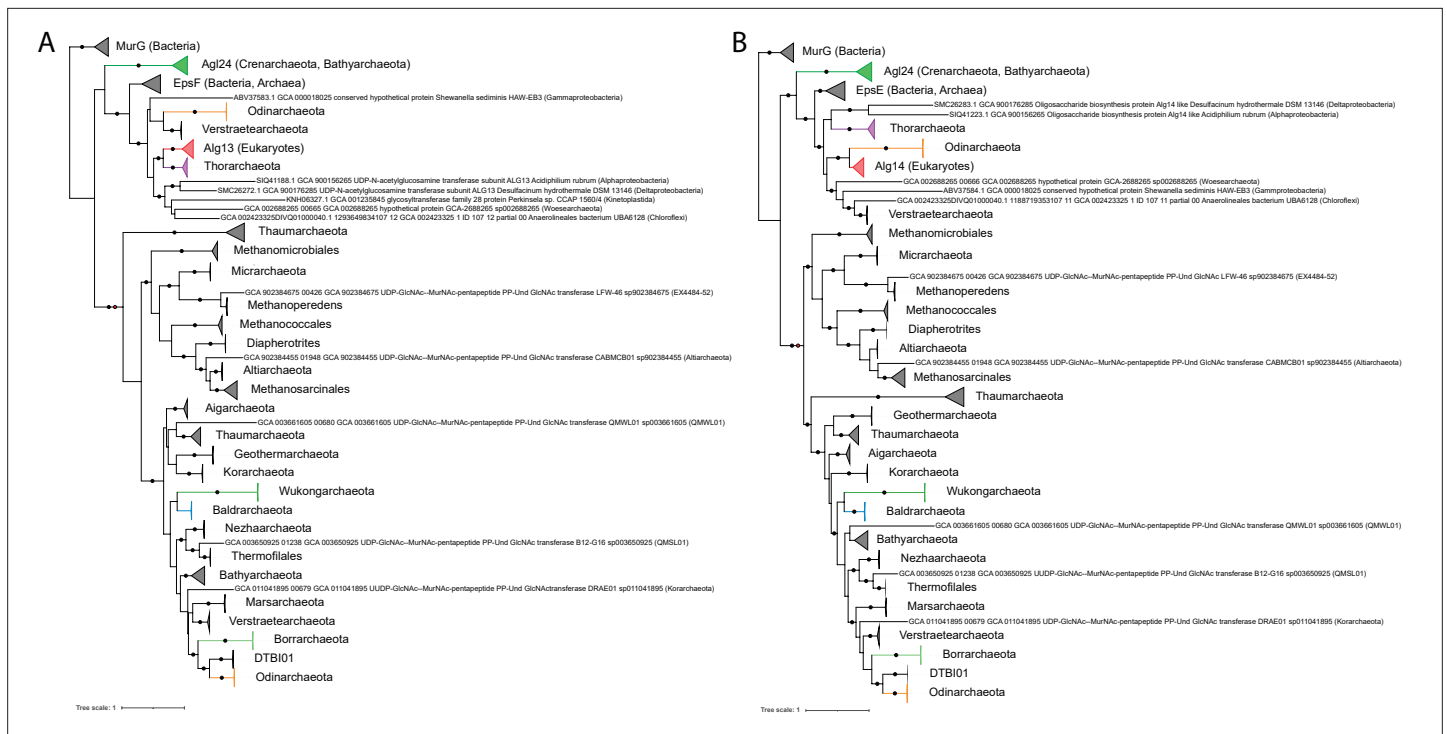 A
MurG (Bacteria)
Agl24 (Crenarchaeota, Bathyarchaeota)
EpsF (Bacteria, Archaea)
ABV37583.1 GCA 000018025 conserved hypothetical protein Shewanella sediminis HAW-EB3 (Gammaproteobacteria)
Odinarchaeota
Verstraetearchaeota
Alg13 (Eukaryotes)
Thorarchaeota
SIQ41188.1 GCA 900156265 UDP-N-acetylglucosamine transferase subunit ALG13 Acidiphilium rubrum (Alphaproteobacteria)
SMC26272.1 GCA 900176285 UDP-N-acetylglucosamine transferase subunit ALG13 Desulfacinum hydrothermale DSM 13146 (Deltaproteobacteria)
KNH06327.1 GCA 001235845 glycosyltransferase family 28 protein Perkinsela sp. CCAP 1560/4 (Kinetoplastida)
GCA 002688265 00665 GCA 002688265 hypothetical protein GCA-2688265 sp002688265 (Woesearchaeota)
GCA 002423325DIVQ01000040.1 1293649834107 12 GCA 002423325 1 ID 107 12 partial 00 Anaerolineales bacterium UBA6128 (Chloroflexi)
Thaumarchaeota
Methanomicrobiales
Micrarchaeota
GCA 902384675 00426 GCA 902384675 UDP-GlcNAc--MurNAc-pentapeptide PP-Und GlcNAc transferase LFW-46 sp902384675 (EX4484-52)
Methanoperedens
Methanococcales
Diapherotrites
GCA 902384455 01948 GCA 902384455 UDP-GlcNAc--MurNAc-pentapeptide PP-Und GlcNAc transferase CABMCB01 sp902384455 (Altiarchaeota)
Altiarchaeota
Methanosarcinales
Aigarchaeota
GCA 003661605 00680 GCA 003661605 UDP-GlcNAc--MurNAc-pentapeptide PP-Und GlcNAc transferase QMWL01 sp003661605 (QMWL01)
Thaumarchaeota
Geothermarchaeota
Korarchaeota
Wukongarchaeota
Baldrarchaeota
Nezhaarchaeota
GCA 003650925 01238 GCA 003650925 UDP-GlcNAc--MurNAc-pentapeptide PP-Und GlcNAc transferase B12-G16 sp003650925 (QMSL01)
Thermofilales
Bathyarchaeota
GCA 011041895 00679 GCA 011041895 UUDP-GlcNAc--MurNAc-pentapeptide PP-Und GlcNActransferase DRAE01 sp011041895 (Korarchaeota)
Marsarchaeota
Verstraetearchaeota
Borrarchaeota
DTBI01
Odinarchaeota
Tree scale: 1
B
MurG (Bacteria)
Agl24 (Crenarchaeota, Bathyarchaeota)
EpsE (Bacteria, Archaea)
SMC26283.1 GCA 900176285 Oligosaccharide biosynthesis protein Alg14 like Desulfacinum hydrothermale DSM 13146 (Deltaproteobacteria)
SIQ41223.1 GCA 900156265 Oligosaccharide biosynthesis protein Alg14 like Acidiphilium rubrum (Alphaproteobacteria)
Thorarchaeota
Odinarchaeota
Alg14 (Eukaryotes)
GCA 002688265 00666 GCA 002688265 hypothetical protein GCA-2688265 sp002688265 (Woesearchaeota)
ABV37584.1 GCA 000018025 conserved hypothetical protein Shewanella sediminis HAW-EB3 (Gammaproteobacteria)
GCA 002423325DIVQ01000040.1 1188719353107 11 GCA 002423325 1 ID 107 11 partial 00 Anaerolineales bacterium UBA6128 (Chloroflexi)
Verstraetearchaeota
Methanomicrobiales
Micrarchaeota
GCA 902384675 00426 GCA 902384675 UDP-GlcNAc--MurNAc-pentapeptide PP-Und GlcNAc LFW-46 sp902384675 (EX4484-52)
Methanoperedens
Methanococcales
Diapherotrites
Altiarchaeota
GCA 902384455 01948 GCA 902384455 UDP-GlcNAc--MurNAc-pentapeptide PP-Und GlcNAc transferase CABMCB01 sp902384455 (Altiarchaeota)
Methanosarcinales
Thaumarchaeota
Geothermarchaeota
Thaumarchaeota
Aigarchaeota
Korarchaeota
Wukongarchaeota
Baldrarchaeota
GCA 003661605 00680 GCA 003661605 UDP-GlcNAc--MurNAc-pentapeptide PP-Und GlcNAc transferase QMWL01 sp003661605 (QMWL01)
Bathyarchaeota
Nezhaarchaeota
GCA 003650925 01238 GCA 003650925 UUDP-GlcNAc--MurNAc-pentapeptide PP-Und GlcNAc transferase B12-G16 sp003650925 (QMSL01)
Thermofilales
Marsarchaeota
GCA 011041895 00679 GCA 011041895 UUDP-GlcNAc--MurNAc-pentapeptide PP-Und GlcNAc transferase DRAE01 sp011041895 (Korarchaeota)
Verstraetearchaeota
Borrarchaeota
DTBI01
Odinarchaeota
Tree scale: 1